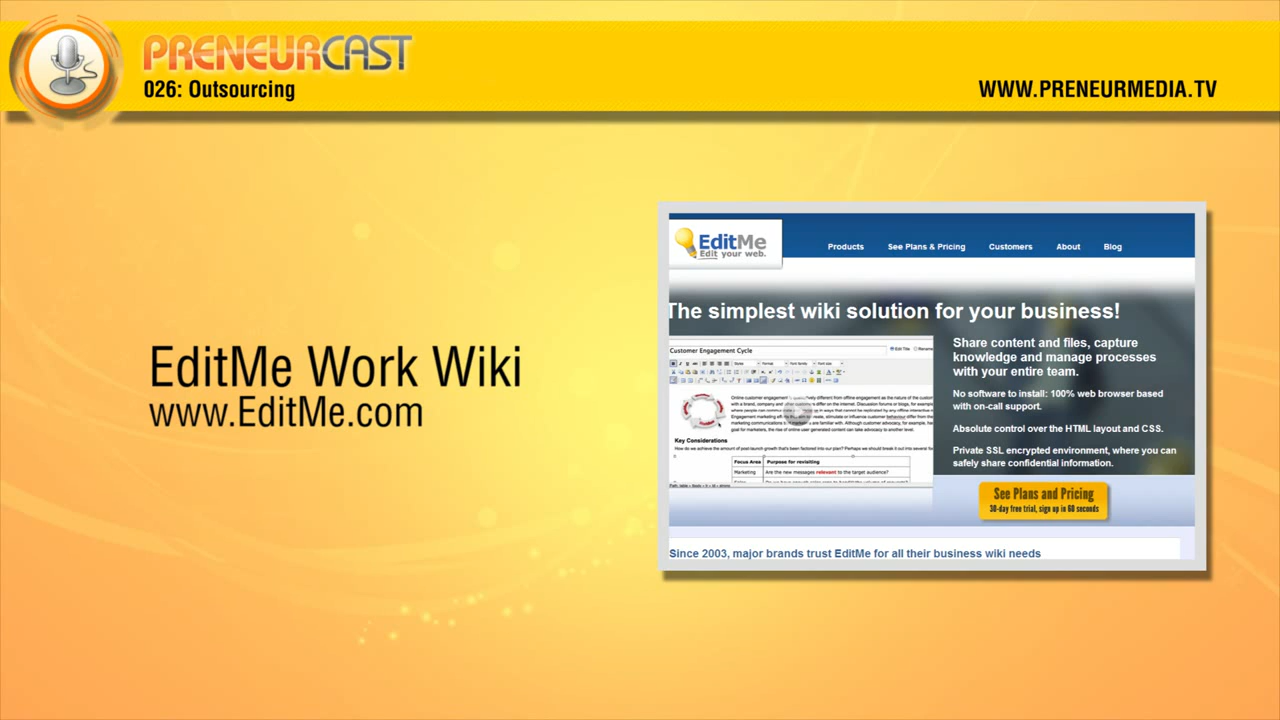 PRENEURCAST
026: Outsourcing
WWW.PRENEURMEDIA.TV
EditMe Work Wiki
www.EditMe.com
EditMe
Edit your web.
Products See Plans & Pricing Customers About Blog
The simplest wiki solution for your business!
Customer Engagement Cycle
Edit Title
Key Considerations
Focus Area Purpose for revisiting
Marketing Are the new messages relevant to the target audience?
Share content and files, capture
knowledge and manage processes
with your entire team.
No software to install: 100% web browser based
with on-call support.
Absolute control over the HTML layout and CSS.
Private SSL encrypted environment, where you can
safely share confidential information.
See Plans and Pricing
30-day free trial, sign up in 60 seconds
Since 2003, major brands trust EditMe for all their business wiki needs